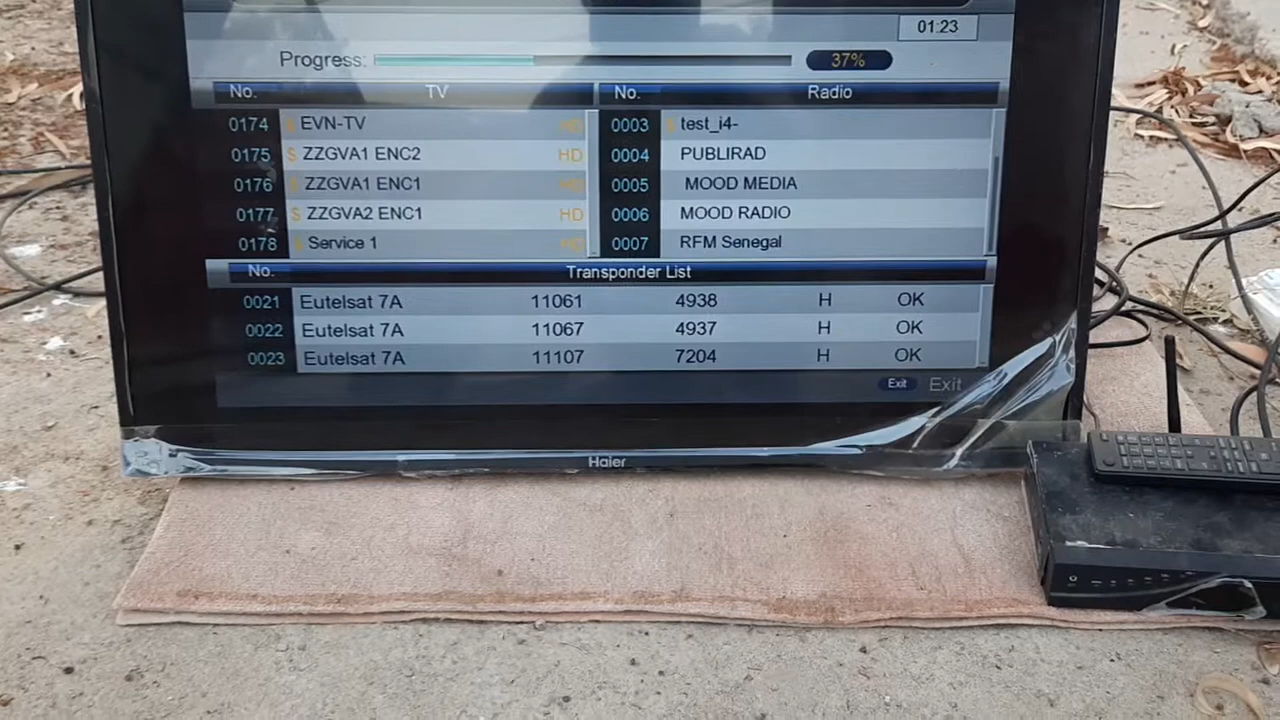 01:23
Progress: 37%
No. TV No. Radio
0174 $ EVN-TV HD 0003 $ test_i4-
0175 $ ZZGVA1 ENC2 HD 0004 PUBLIRAD
0176 $ ZZGVA1 ENC1 HD 0005 MOOD MEDIA
0177 $ ZZGVA2 ENC1 HD 0006 MOOD RADIO
0178 $ Service 1 HD 0007 RFM Senegal
No. Transponder List
0021 Eutelsat 7A 11061 4938 H OK
0022 Eutelsat 7A 11067 4937 H OK
0023 Eutelsat 7A 11107 7204 H OK
Exit Exit
Haier